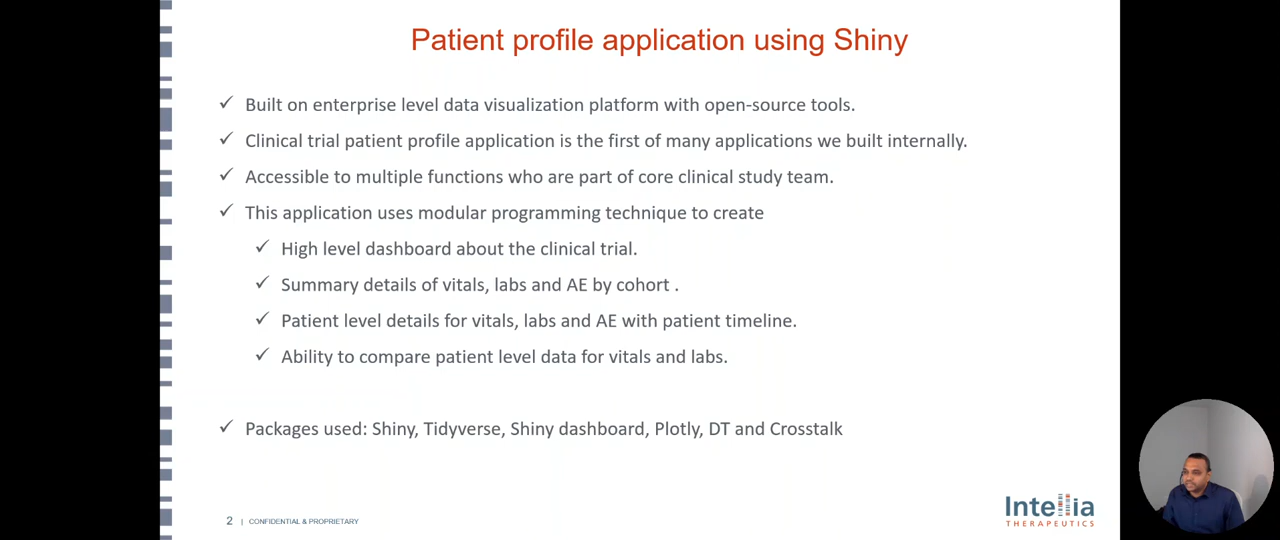 Patient profile application using Shiny
✓ Built on enterprise level data visualization platform with open-source tools.
✓ Clinical trial patient profile application is the first of many applications we built internally.
✓ Accessible to multiple functions who are part of core clinical study team.
✓ This application uses modular programming technique to create
✓ High level dashboard about the clinical trial.
✓ Summary details of vitals, labs and AE by cohort .
✓ Patient level details for vitals, labs and AE with patient timeline.
✓ Ability to compare patient level data for vitals and labs.
✓ Packages used: Shiny, Tidyverse, Shiny dashboard, Plotly, DT and Crosstalk
2 | CONFIDENTIAL & PROPRIETARY
Intellia
THERAPEUTICS